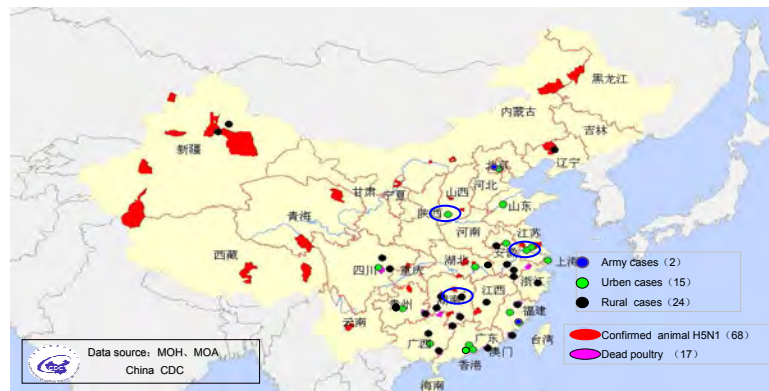 黑龙江
内蒙古
吉林
新疆
辽宁
北京
河北
甘肃
宁夏
山西
山东
青海
陕西
河南
江苏
西藏
安徽
上海
四川
重庆
湖北
浙江
Army cases（2）
Urben cases（15）
Rural cases（24）
贵州
湖南
江西
福建
云南
台湾
广西
广东
澳门
香港
海南
Confirmed animal H5N1（68）
Dead poultry （17）
Data source：MOH、MOA
China CDC
CDC